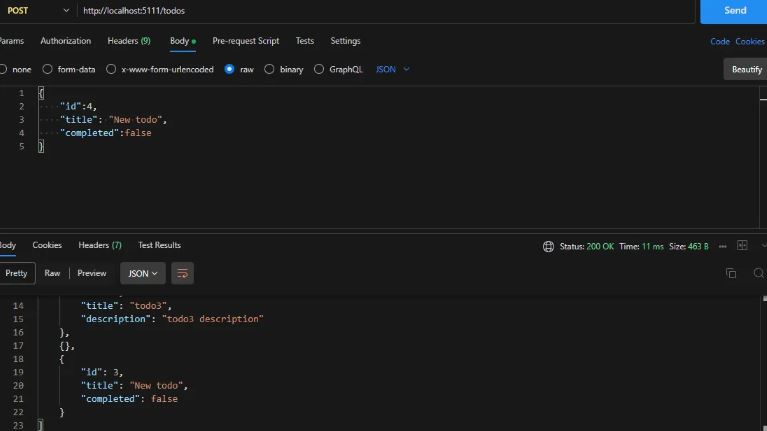 POST http://localhost:5111/todos Send
Params Authorization Headers (9) Body Pre-request Script Tests Settings Code Cookies
none form-data x-www-form-urlencoded raw binary GraphQL JSON Beautify
1 {
2 "id":4,
3 "title": "New todo",
4 "completed":false
5 }
Body Cookies Headers (7) Test Results Status: 200 OK Time: 11 ms Size: 463 B
Pretty Raw Preview JSON
14 "title": "todo3",
15 "description": "todo3 description"
16 },
17 {},
18 {
19 "id": 3,
20 "title": "New todo",
21 "completed": false
22 }
23 ]